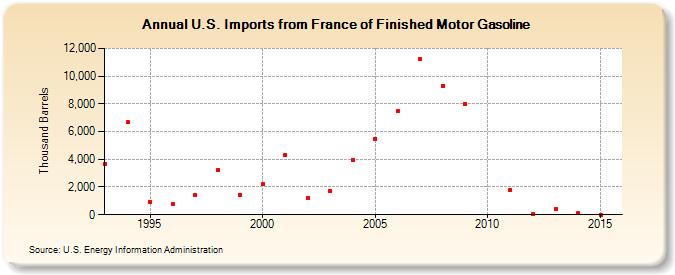 Annual U.S. Imports from France of Finished Motor Gasoline
Thousand Barrels
12,000
10,000
8,000
6,000
4,000
2,000
0
1995 2000 2005 2010 2015
Source: U.S. Energy Information Administration